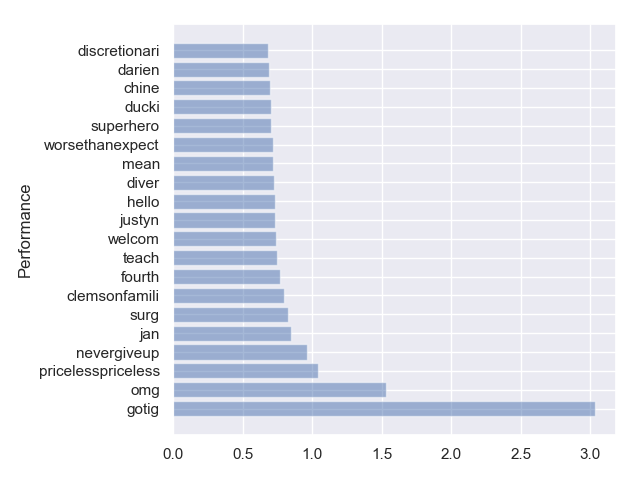 discretionari
darien
chine
ducki
superhero
worsethanexpect
mean
diver
hello
justyn
welcom
teach
fourth
clemsonfamili
surg
jan
nevergiveup
pricelesspriceless
omg
gotig
Performance
0.0 0.5 1.0 1.5 2.0 2.5 3.0